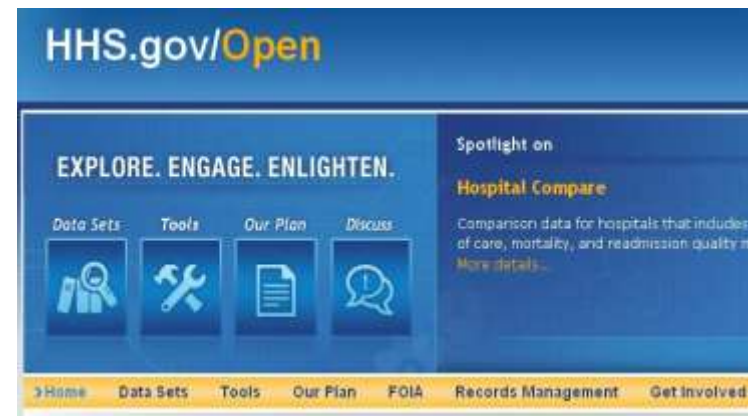 HHS.gov/Open
EXPLORE. ENGAGE. ENLIGHTEN.
Data Sets Tools Our Plan Discuss
Spotlight on
Hospital Compare
Comparison data for hospitals that includes
of care, mortality, and readmission quality
More details...
Home Data Sets Tools Our Plan FOIA Records Management Get Involved